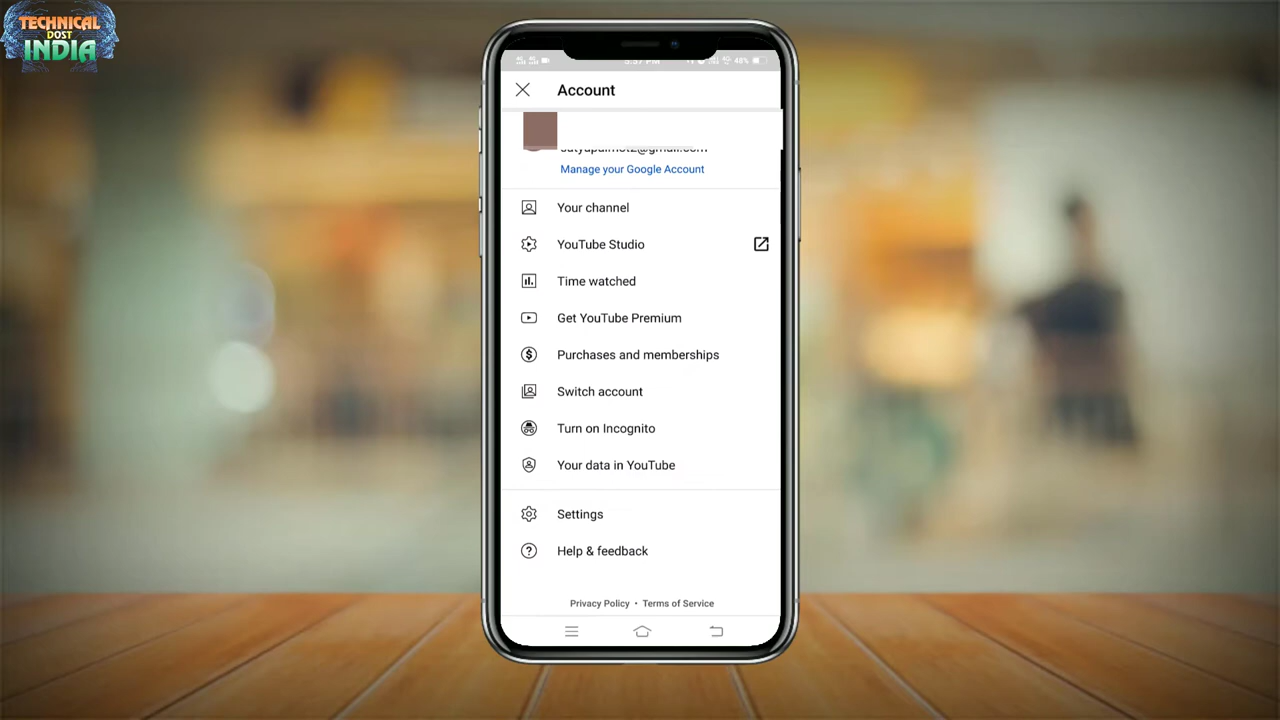 TECHNICAL
DOST
INDIA
48%
Account
Manage your Google Account
Your channel
YouTube Studio
Time watched
Get YouTube Premium
Purchases and memberships
Switch account
Turn on Incognito
Your data in YouTube
Settings
Help & feedback
Privacy Policy • Terms of Service